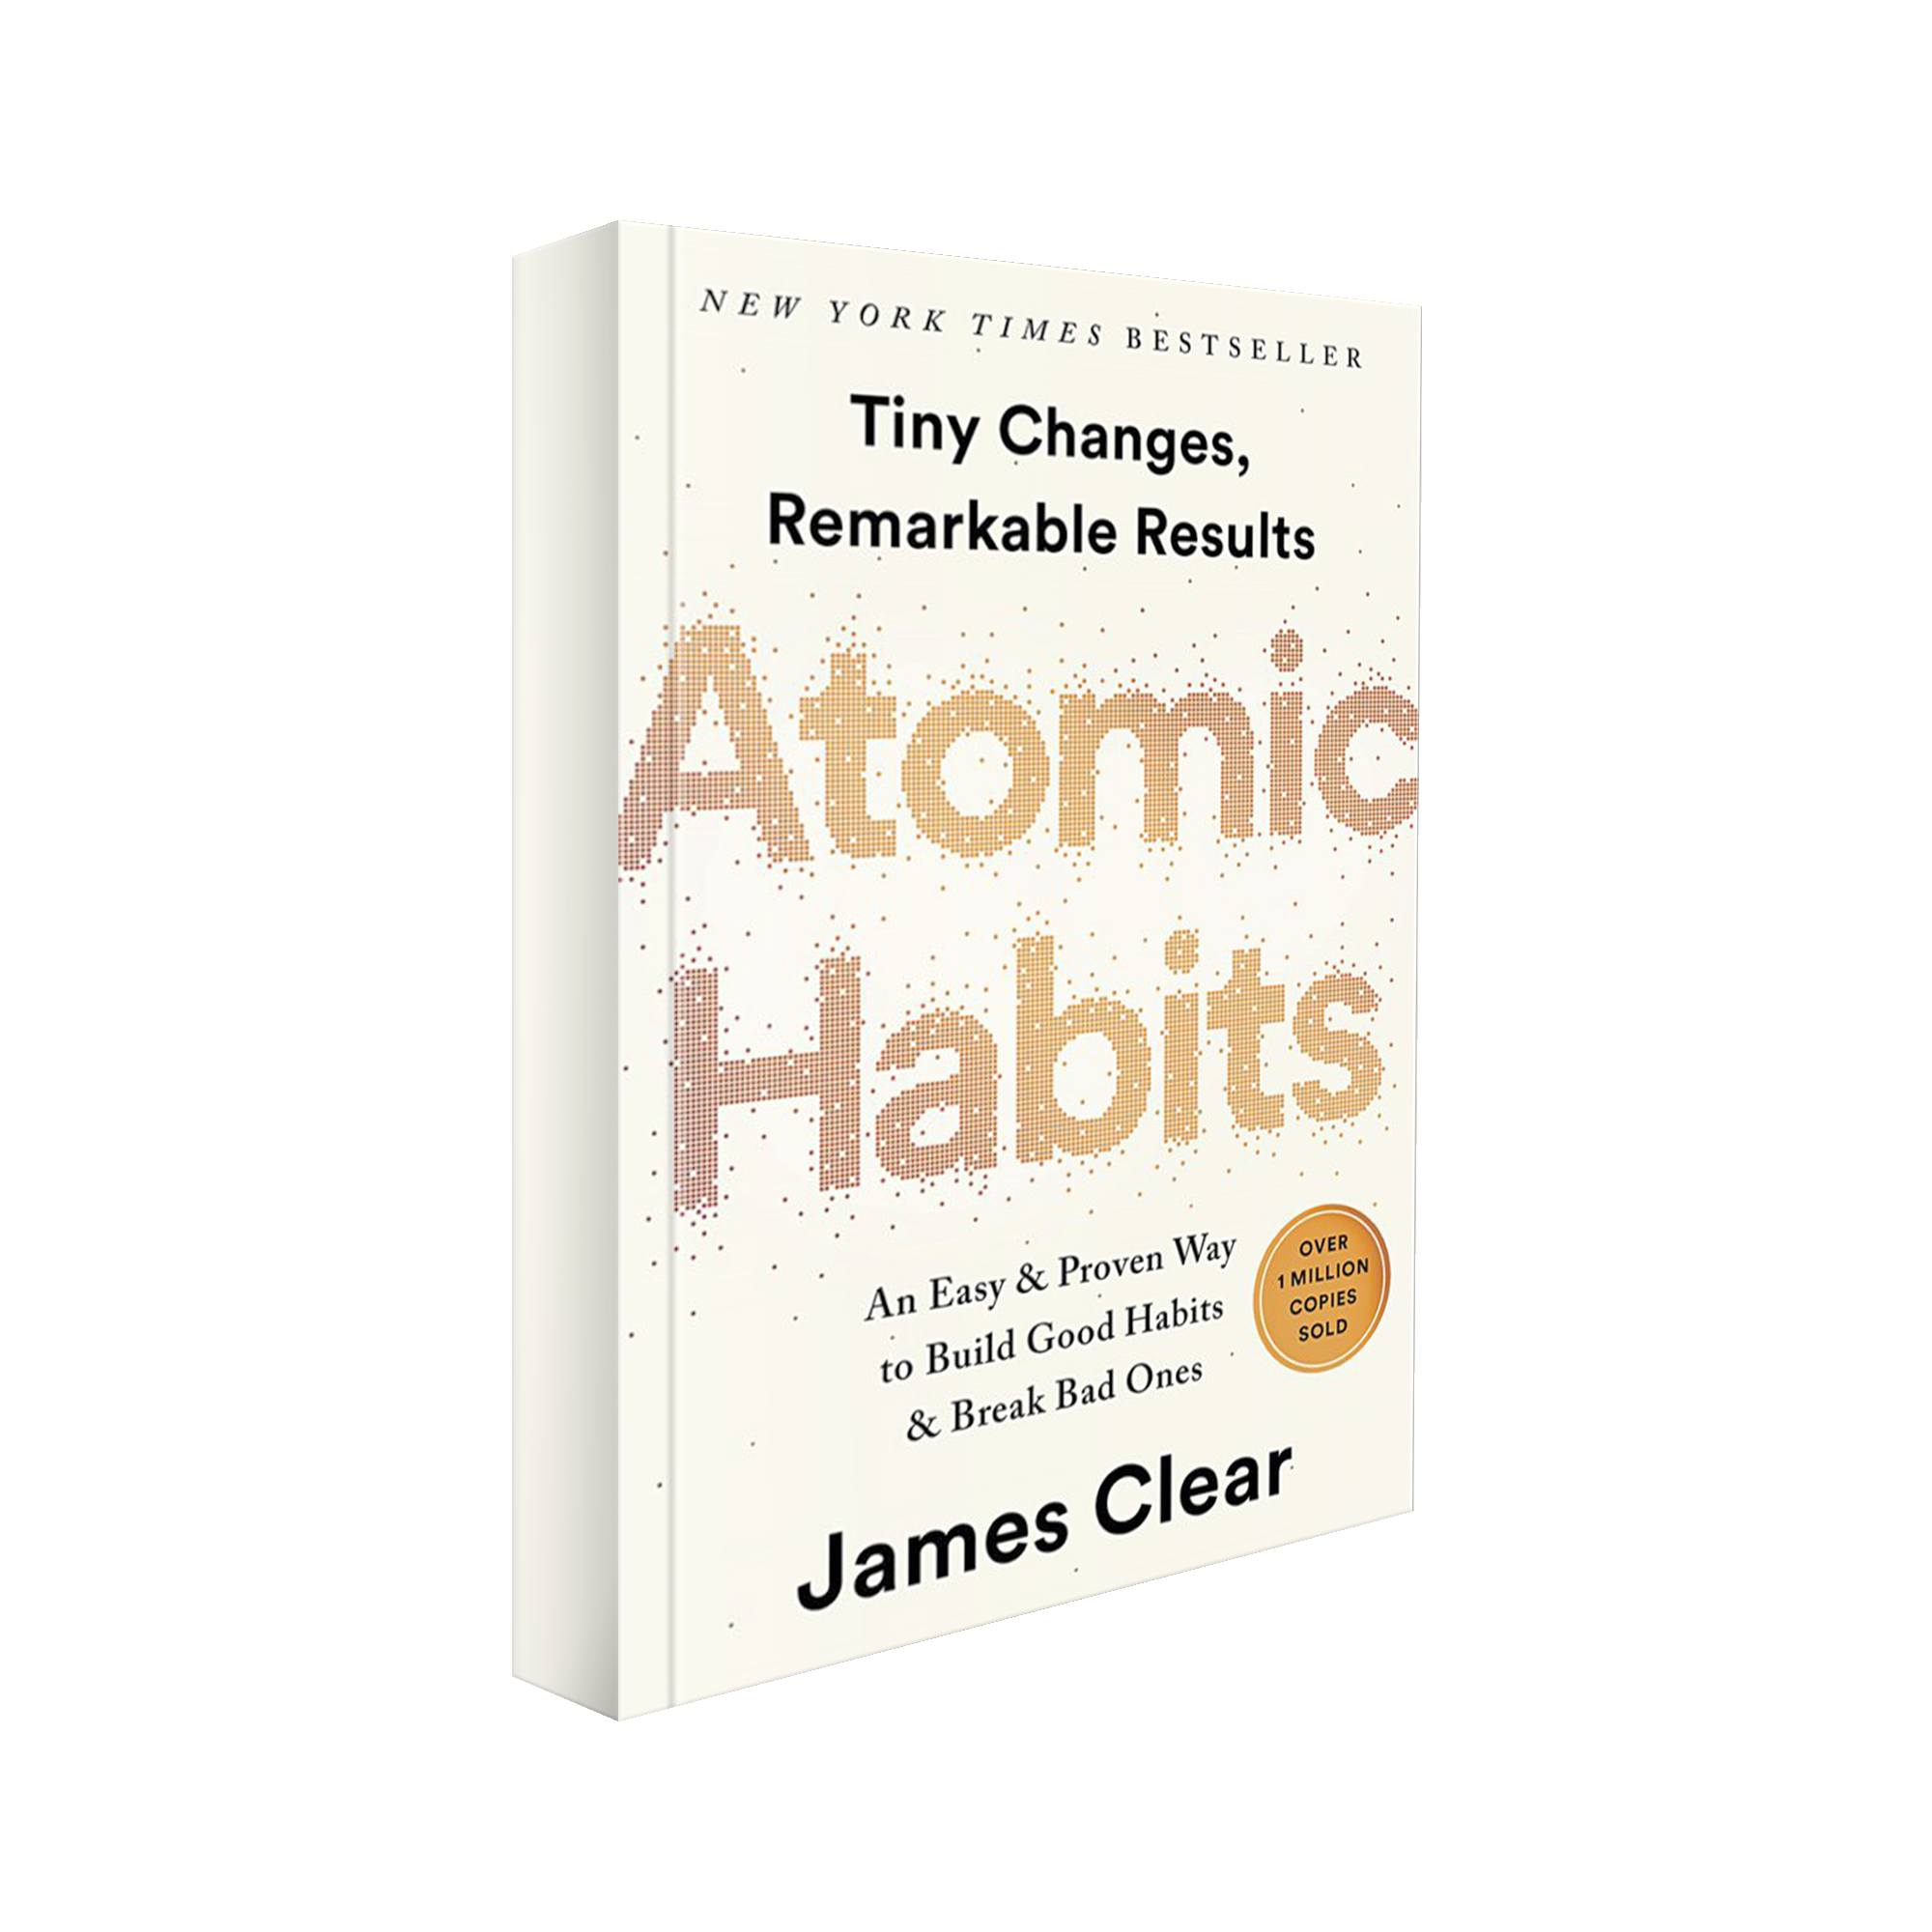 NEW YORK TIMES BESTSELLER
Tiny Changes,
Remarkable Results
Atomic
Habits
An Easy & Proven Way
to Build Good Habits
& Break Bad Ones
OVER
1 MILLION
COPIES
SOLD
James Clear